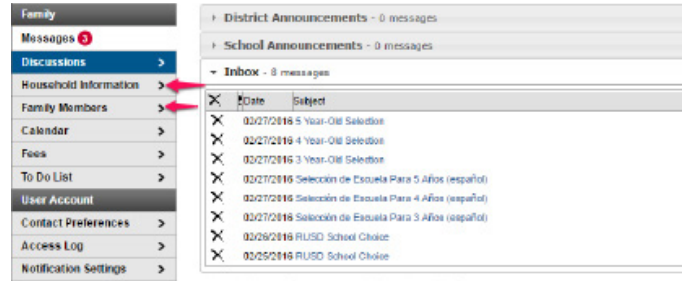 Family
Messages 3
Discussions
Household Information
Family Members
Calendar
Fees
To Do List
User Account
Contact Preferences
Access Log
Notification Settings
District Announcements - 0 messages
School Announcements - 0 messages
Inbox - 8 messages
Date Subject
02/27/2016 5 Year-Old Selection
02/27/2016 4 Year-Old Selection
02/27/2016 3 Year-Old Selection
02/27/2016 Selección de Escuela Para 5 Años (español)
02/27/2016 Selección de Escuela Para 4 Años (español)
02/27/2016 Selección de Escuela Para 3 Años (español)
02/26/2016 RUSD School Choice
02/25/2016 RUSD School Choice